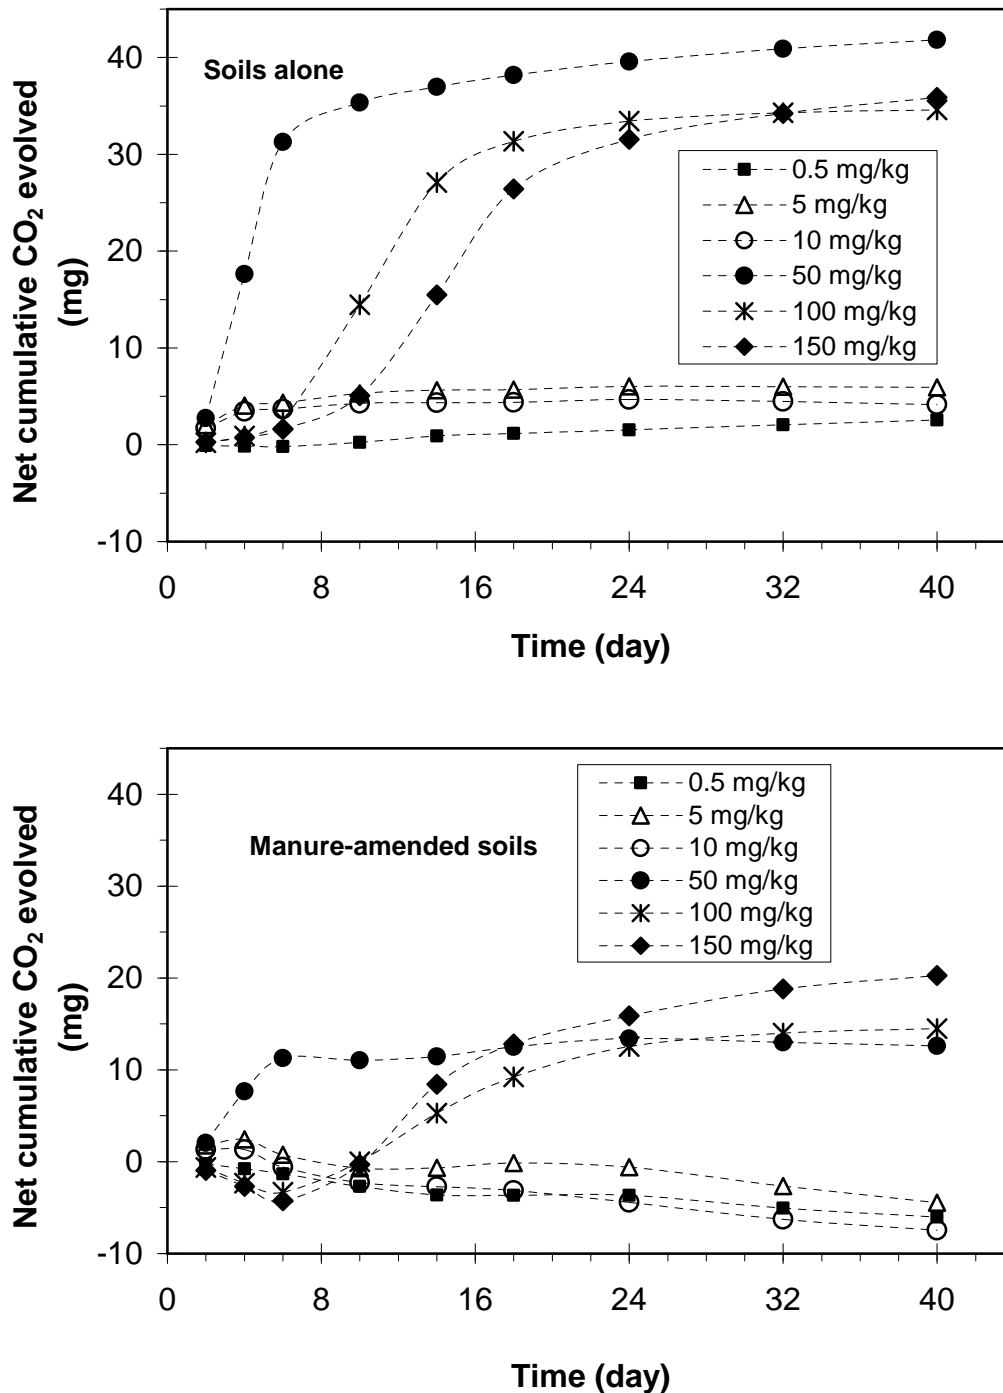 40
30
20
10
0
-10
Net cumulative CO₂ evolved
(mg)
Soils alone
0.5 mg/kg
5 mg/kg
10 mg/kg
50 mg/kg
100 mg/kg
150 mg/kg
0 8 16 24 32 40
Time (day)
40
30
20
10
0
-10
Net cumulative CO₂ evolved
(mg)
Manure-amended soils
0.5 mg/kg
5 mg/kg
10 mg/kg
50 mg/kg
100 mg/kg
150 mg/kg
0 8 16 24 32 40
Time (day)